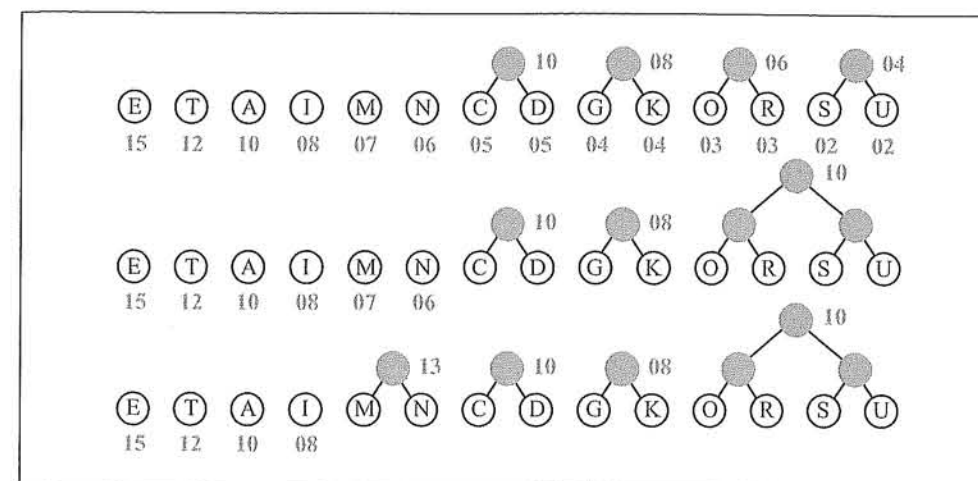 10 08 06 04
E T A I M N C D G K O R S U
15 12 10 08 07 06 05 05 04 04 03 03 02 02
10
10 08
E T A I M N C D G K O R S U
15 12 10 08 07 06
10
13 10 08
E T A I M N C D G K O R S U
15 12 10 08